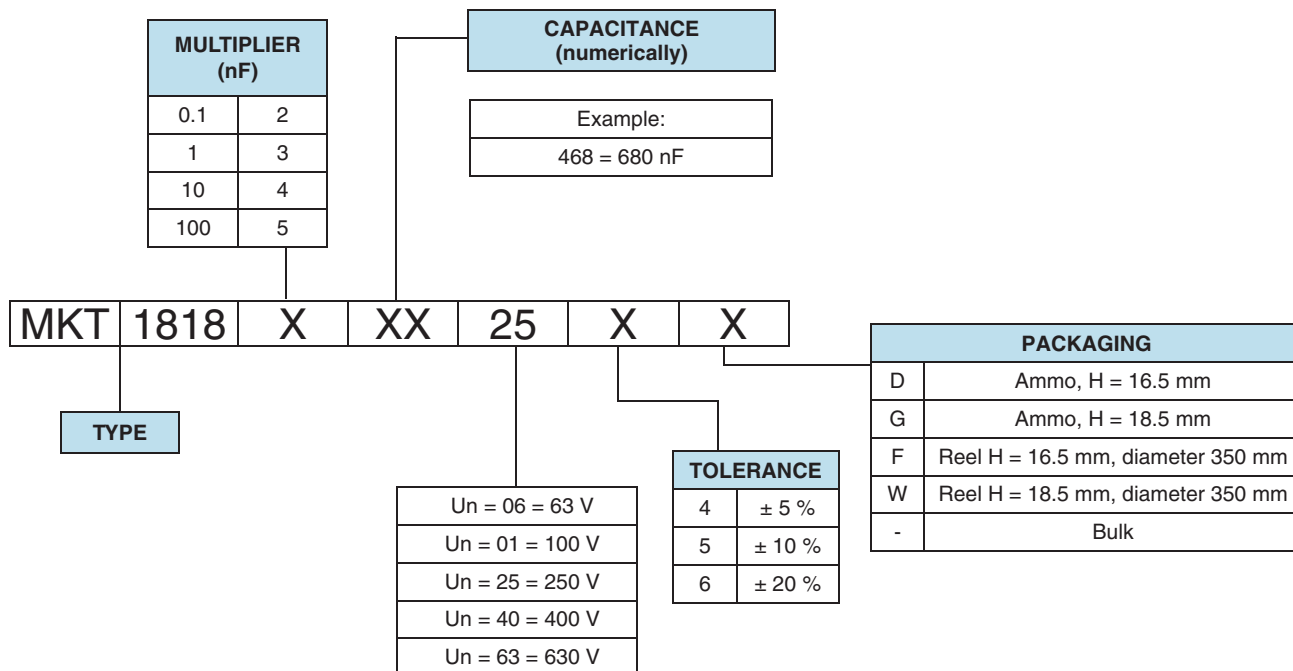 MULTIPLIER
(nF)
0.1 2
1 3
10 4
100 5
CAPACITANCE
(numerically)
Example:
468 = 680 nF
MKT 1818 X XX 25 X X
TYPE
Un = 06 = 63 V
Un = 01 = 100 V
Un = 25 = 250 V
Un = 40 = 400 V
Un = 63 = 630 V
TOLERANCE
4 ± 5 %
5 ± 10 %
6 ± 20 %
PACKAGING
D Ammo, H = 16.5 mm
G Ammo, H = 18.5 mm
F Reel H = 16.5 mm, diameter 350 mm
W Reel H = 18.5 mm, diameter 350 mm
- Bulk